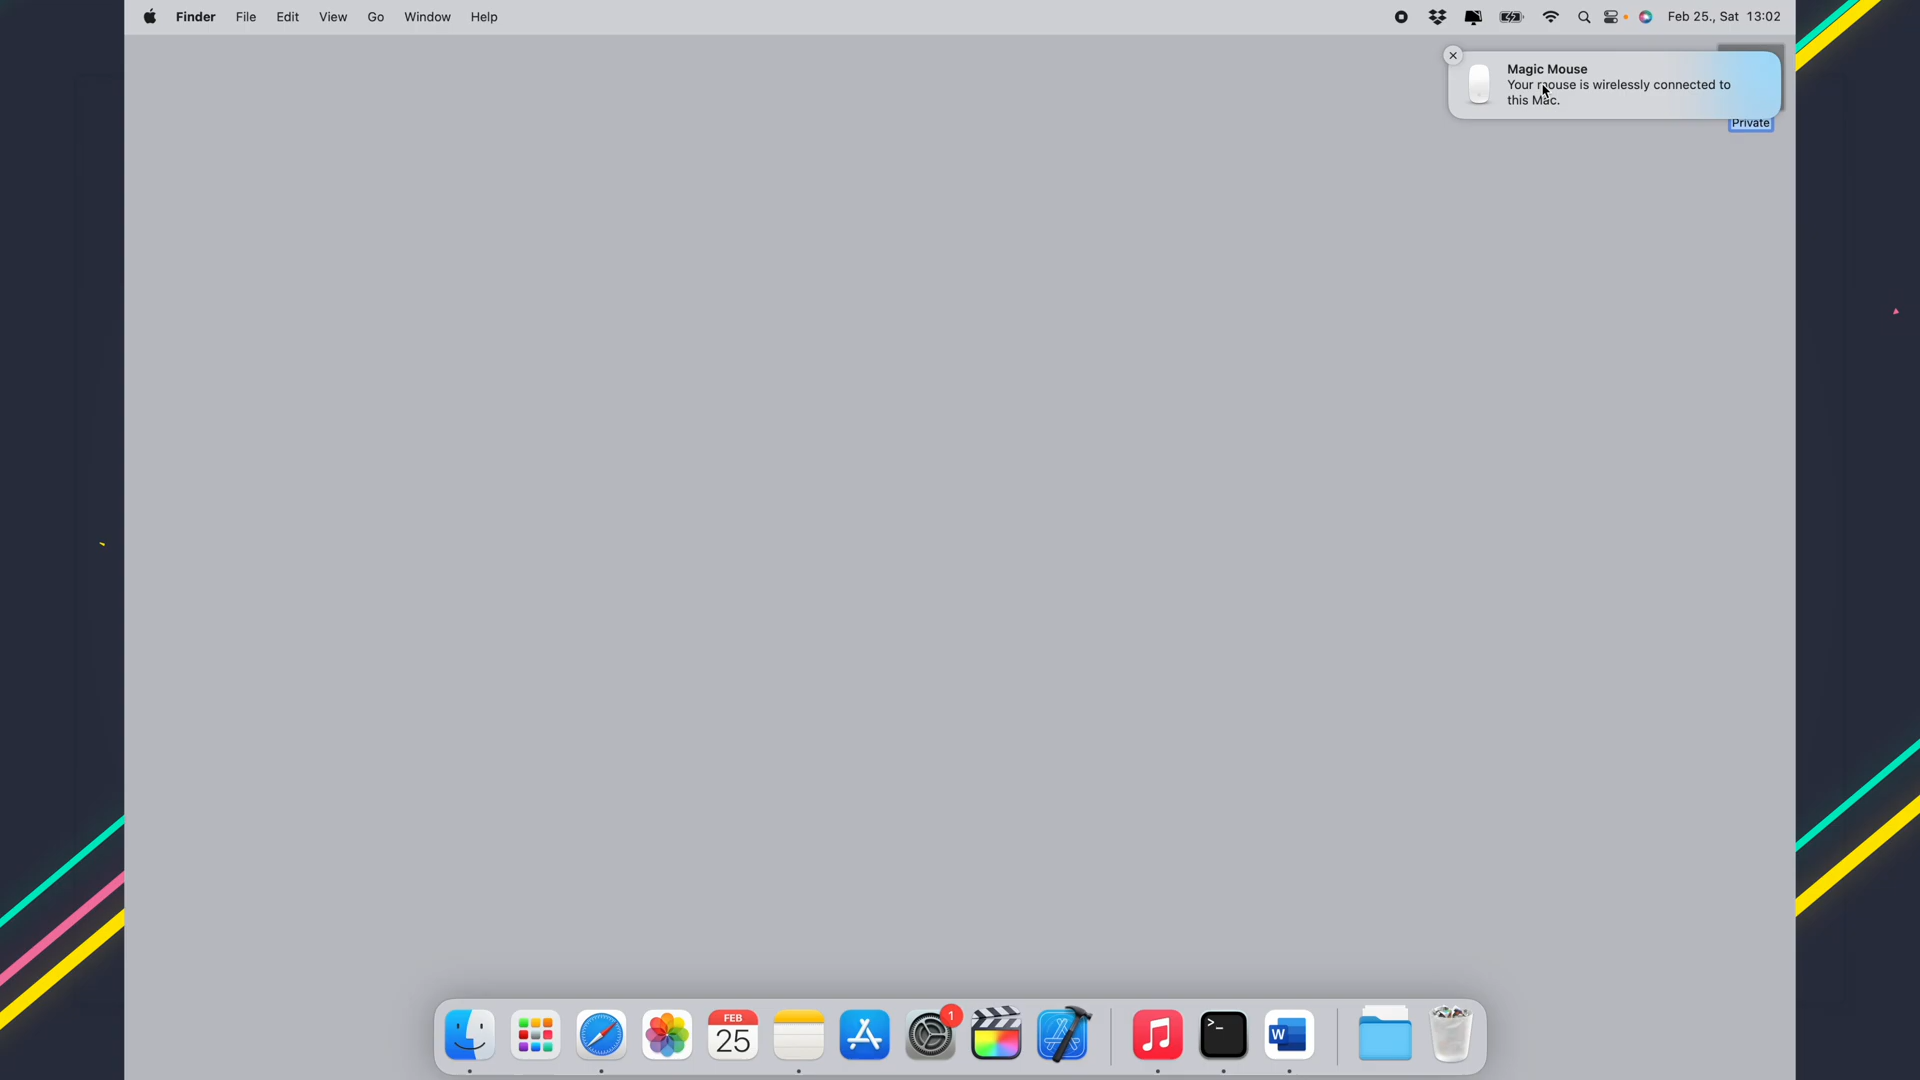 Finder File Edit View Go Window Help Feb 25., Sat 13:02
Magic Mouse
Your mouse is wirelessly connected to
this Mac.
Private
FEB
25
1
>_
W